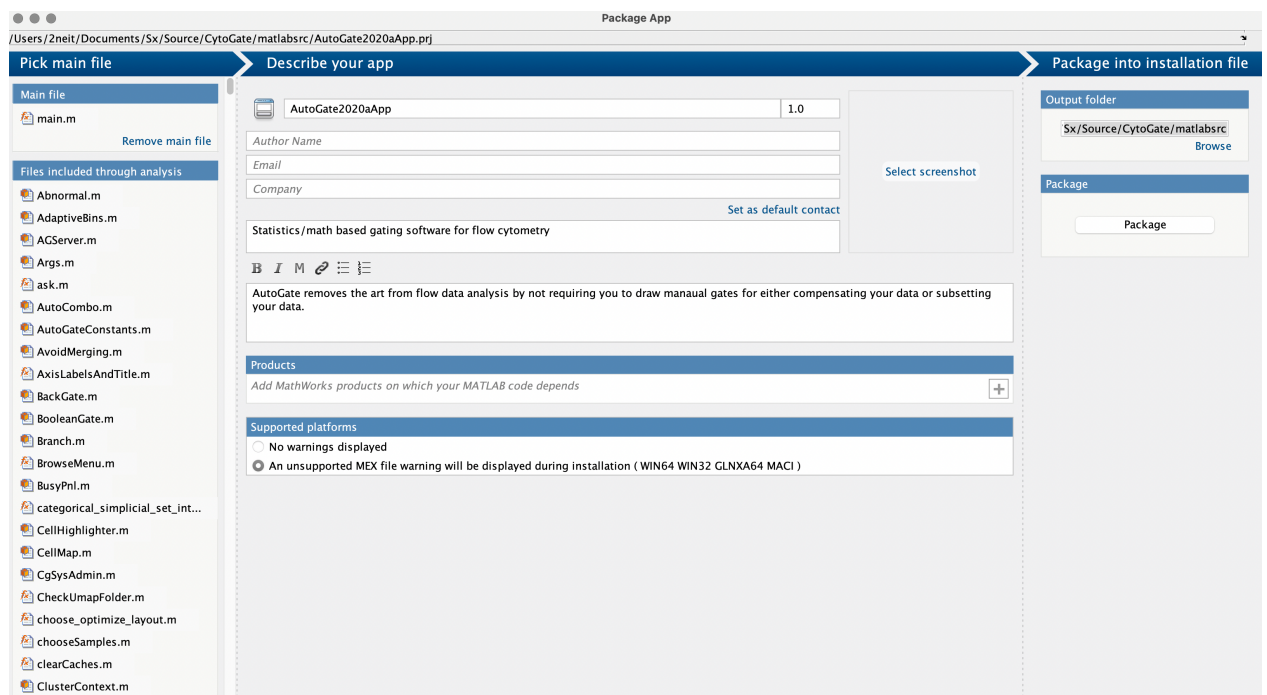 Package App
/Users/2neit/Documents/Sx/Source/CytoGate/matlabsrc/AutoGate2020aApp.prj
Pick main file
Describe your app
Package into installation file
Main file
main.m
Remove main file
Files included through analysis
Abnormal.m
AdaptiveBins.m
AGServer.m
Args.m
ask.m
AutoCombo.m
AutoGateConstants.m
AvoidMerging.m
AxisLabelsAndTitle.m
BackGate.m
BooleanGate.m
Branch.m
BrowseMenu.m
BusyPnl.m
categorical_simplicial_set_int...
CellHighlighter.m
CellMap.m
CgSysAdmin.m
CheckUmapFolder.m
choose_optimize_layout.m
chooseSamples.m
clearCaches.m
ClusterContext.m
AutoGate2020aApp 1.0
Author Name
Email
Company
Set as default contact
Select screenshot
Statistics/math based gating software for flow cytometry
B I M
AutoGate removes the art from flow data analysis by not requiring you to draw manaual gates for either compensating your data or subsetting
your data.
Products
Add MathWorks products on which your MATLAB code depends
Supported platforms
No warnings displayed
An unsupported MEX file warning will be displayed during installation ( WIN64 WIN32 GLNXA64 MACI )
Output folder
Sx/Source/CytoGate/matlabsrc
Browse
Package
Package